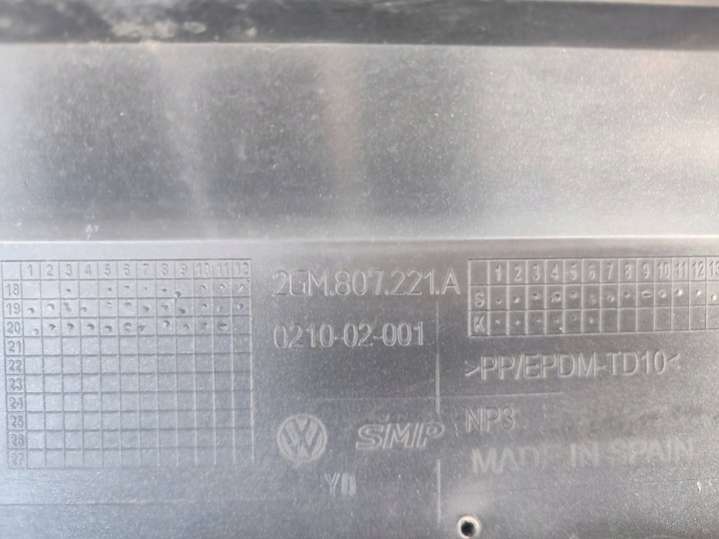 1 2 3 4 5 6 7 8 9 10 11 12
18
19
20
21
22
23
24
25
26
27
2GM.807.221.A
0210-02-001
1 2 3 4 5 6 7 8 9 10 11 12
S
K
>PP/EPDM-TD10<
VW SMP NP3
MADE IN SPAIN